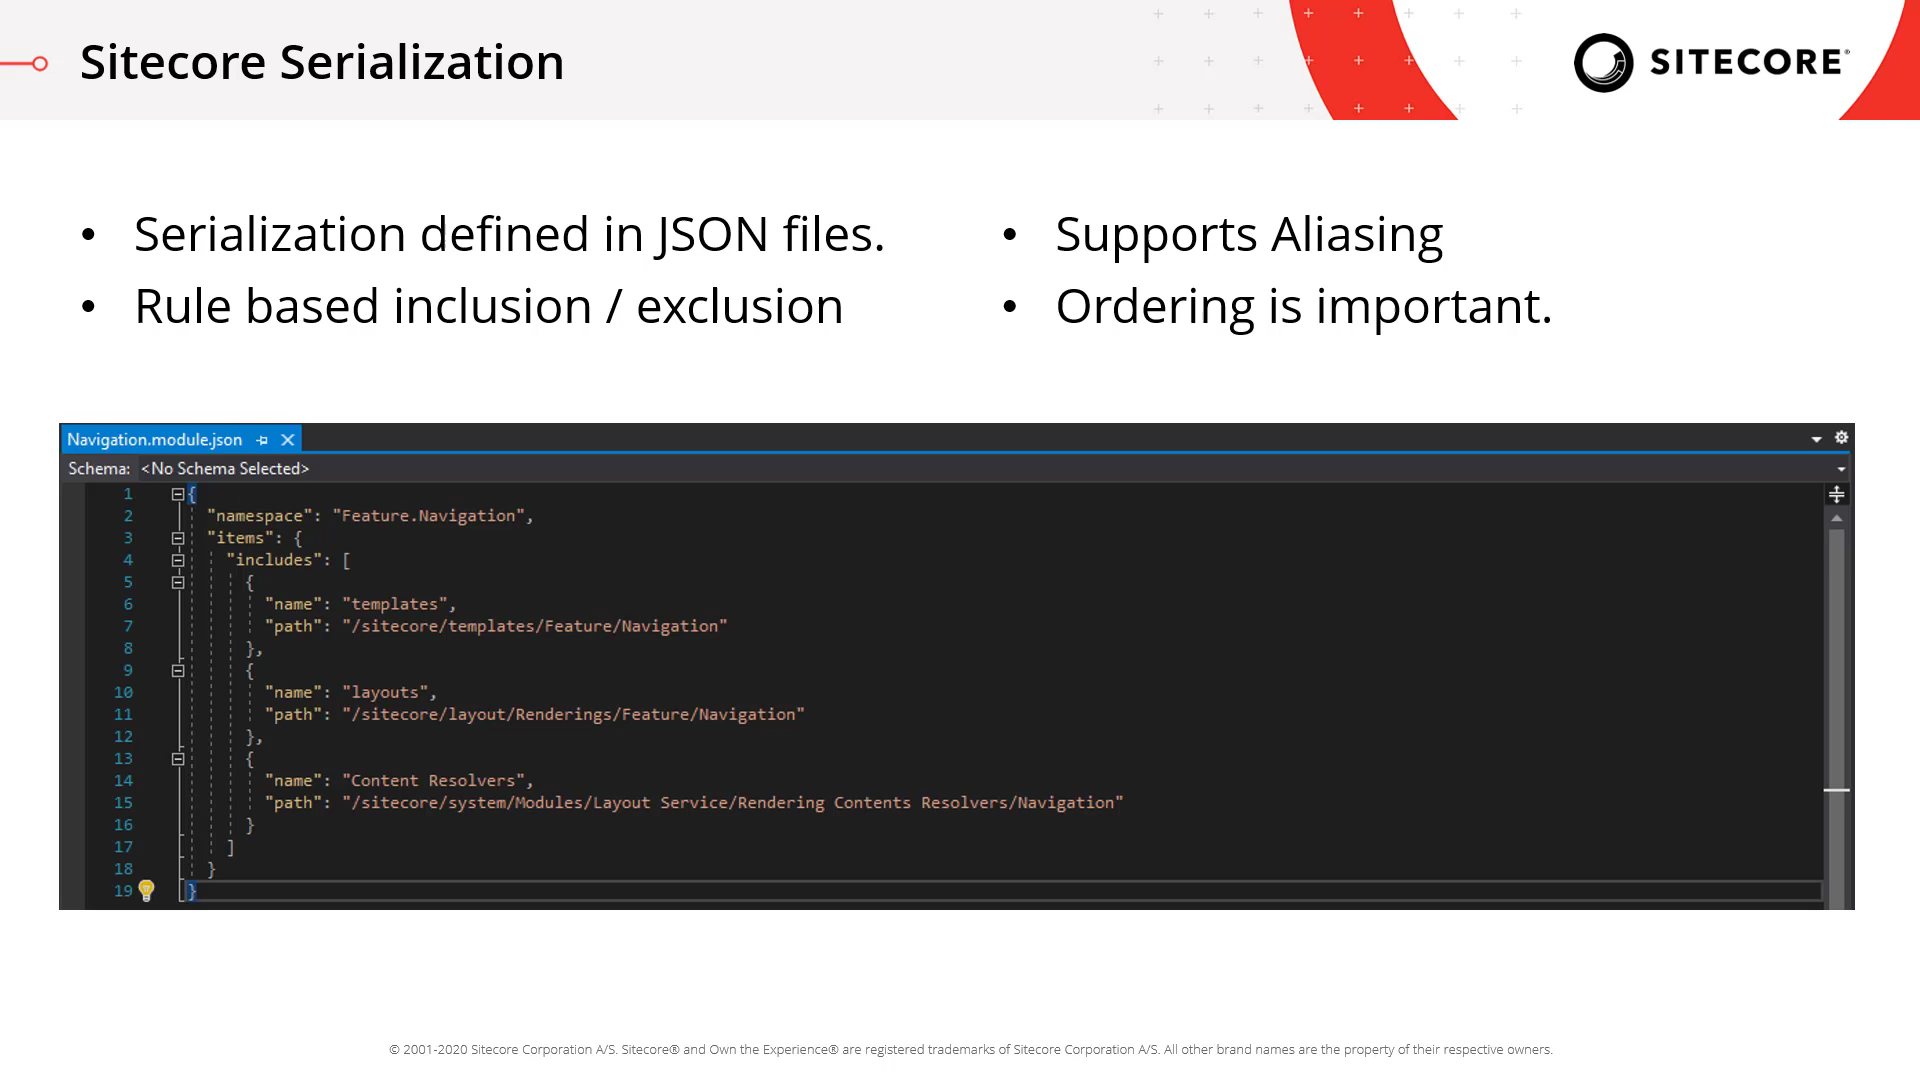 Sitecore Serialization
SITECORE®
• Serialization defined in JSON files.
• Rule based inclusion / exclusion
• Supports Aliasing
• Ordering is important.
Navigation.module.json
Schema: <No Schema Selected>
1 {
2 "namespace": "Feature.Navigation",
3 "items": {
4 "includes": [
5 {
6 "name": "templates",
7 "path": "/sitecore/templates/Feature/Navigation"
8 },
9 {
10 "name": "layouts",
11 "path": "/sitecore/layout/Renderings/Feature/Navigation"
12 },
13 {
14 "name": "Content Resolvers",
15 "path": "/sitecore/system/Modules/Layout Service/Rendering Contents Resolvers/Navigation"
16 }
17 ]
18 }
19 }
© 2001-2020 Sitecore Corporation A/S. Sitecore® and Own the Experience® are registered trademarks of Sitecore Corporation A/S. All other brand names are the property of their respective owners.